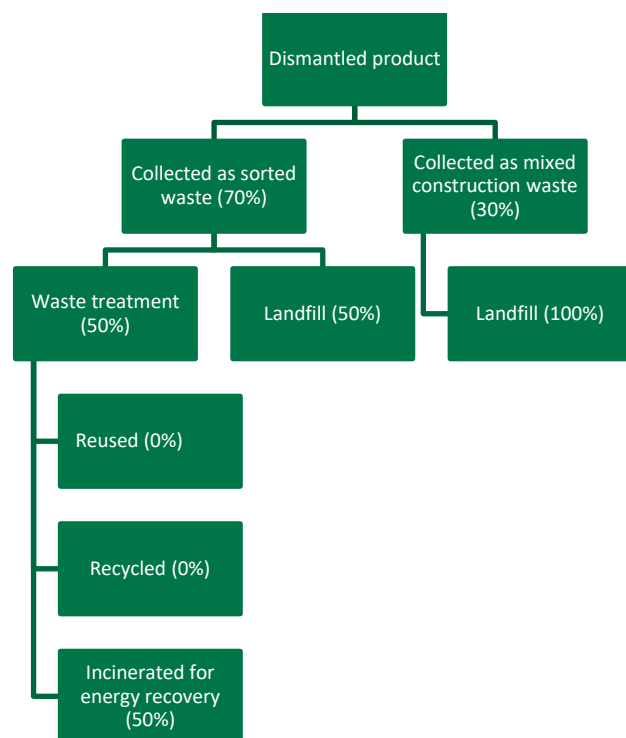 Dismantled product
Collected as sorted
waste (70%)
Collected as mixed
construction waste
(30%)
Waste treatment
(50%)
Landfill (50%)
Landfill (100%)
Reused (0%)
Recycled (0%)
Incinerated for
energy recovery
(50%)